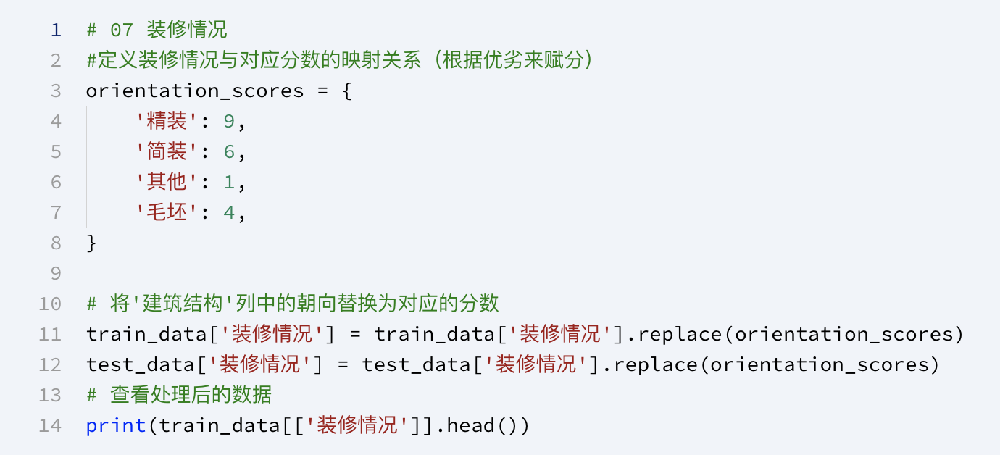 1 # 07 装修情况
2 #定义装修情况与对应分数的映射关系（根据优劣来赋分）
3 orientation_scores = {
4     '精装': 9,
5     '简装': 6,
6     '其他': 1,
7     '毛坯': 4,
8 }
9
10 # 将'建筑结构'列中的朝向替换为对应的分数
11 train_data['装修情况'] = train_data['装修情况'].replace(orientation_scores)
12 test_data['装修情况'] = test_data['装修情况'].replace(orientation_scores)
13 # 查看处理后的数据
14 print(train_data[['装修情况']].head())